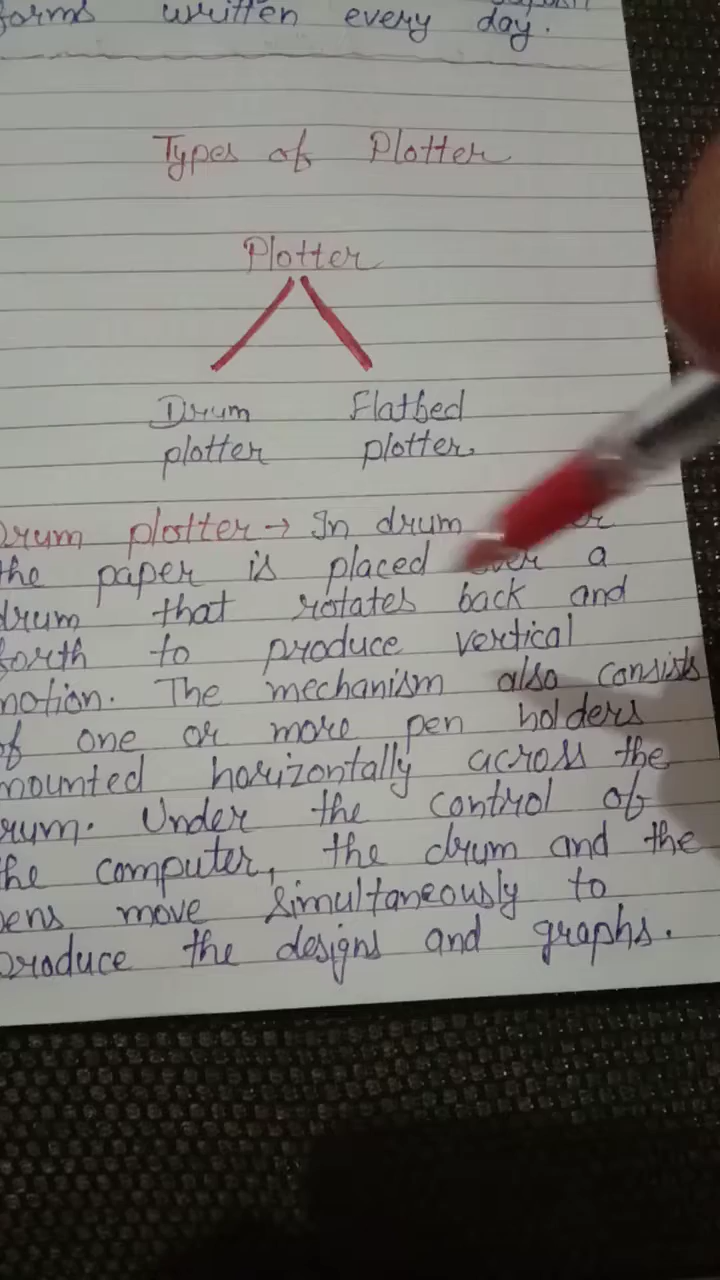 forms written every day.
Types of Plotter
Plotter
Drum Flatbed
plotter plotter.
Drum plotter → In drum
the paper is placed over a
drum that rotates back and
forth to produce vertical
motion. The mechanism also consists
of one or more pen holders
mounted horizontally across the
drum. Under the control of
the computer, the drum and the
pens move simultaneously to
produce the designs and graphs.